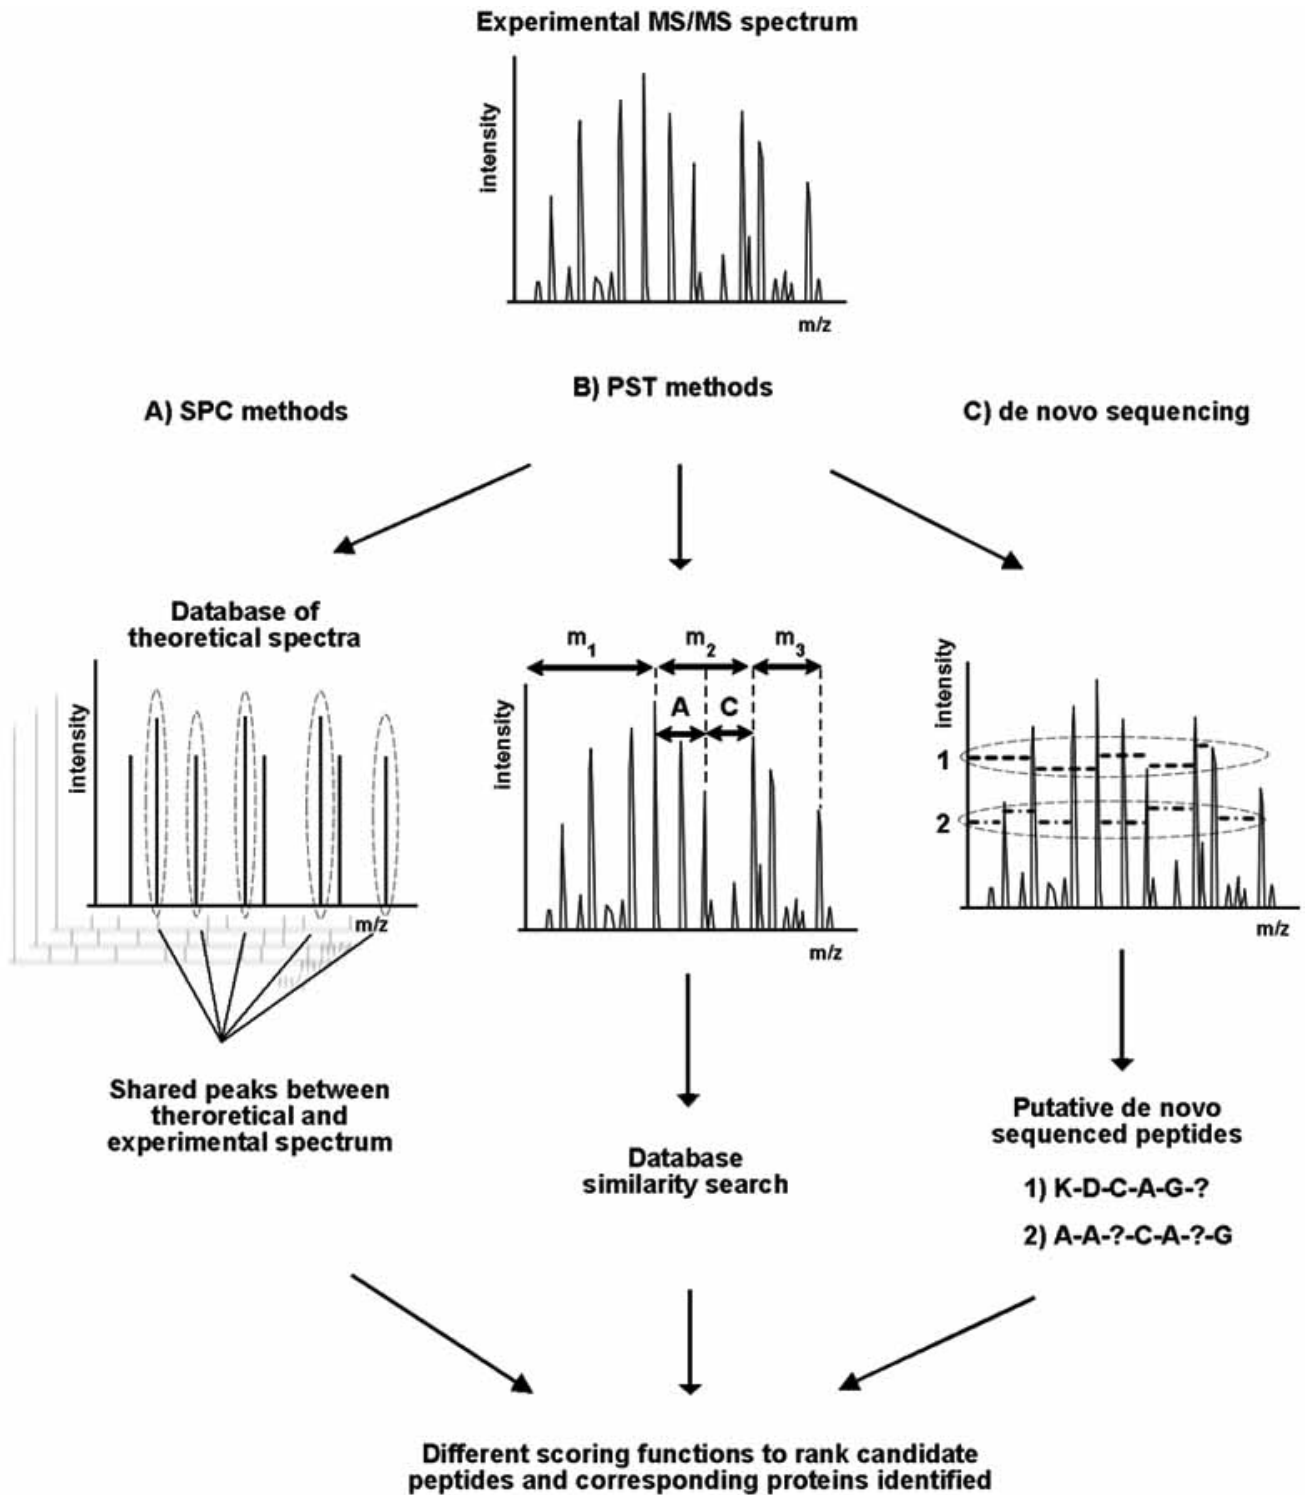 Experimental MS/MS spectrum
intensity
m/z
A) SPC methods
B) PST methods
C) de novo sequencing
Database of
theoretical spectra
intensity
m/z
Shared peaks between
theroretical and
experimental spectrum
m1
m2
m3
A
C
intensity
m/z
Database
similarity search
intensity
1
2
m/z
Putative de novo
sequenced peptides
1) K-D-C-A-G-?
2) A-A-?-C-A-?-G
Different scoring functions to rank candidate
peptides and corresponding proteins identified